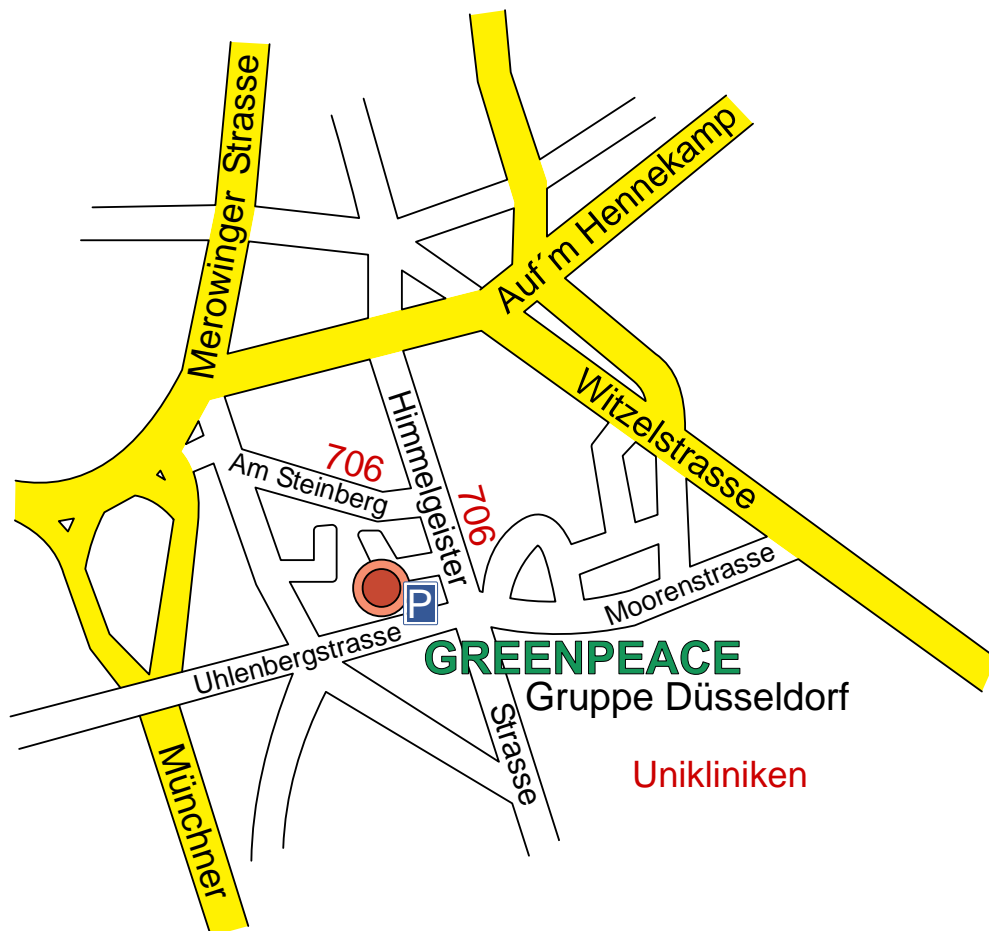 Merowinger Strasse
Auf´m Hennekamp
Witzelstrasse
Himmelgeister
706
Am Steinberg
706
Moorenstrasse
P
Uhlenbergstrasse
GREENPEACE
Gruppe Düsseldorf
Strasse
Münchner
Unikliniken